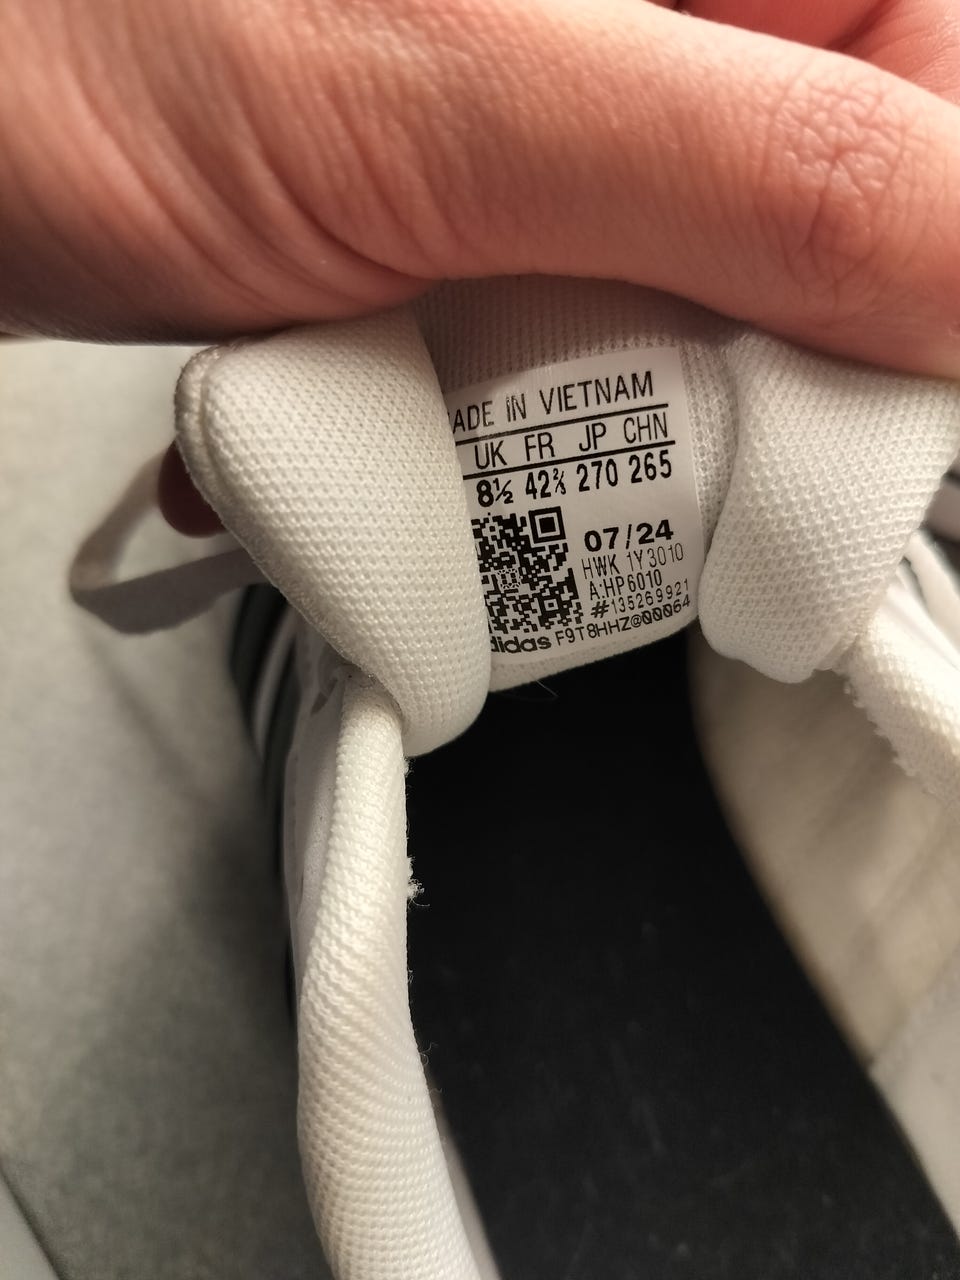 ADE IN VIETNAM
UK FR JP CHN
8½ 42⅔ 270 265
07/24
HWK 1Y3010
A:HP6010
#135269921
didas F9T8HHZ@00064